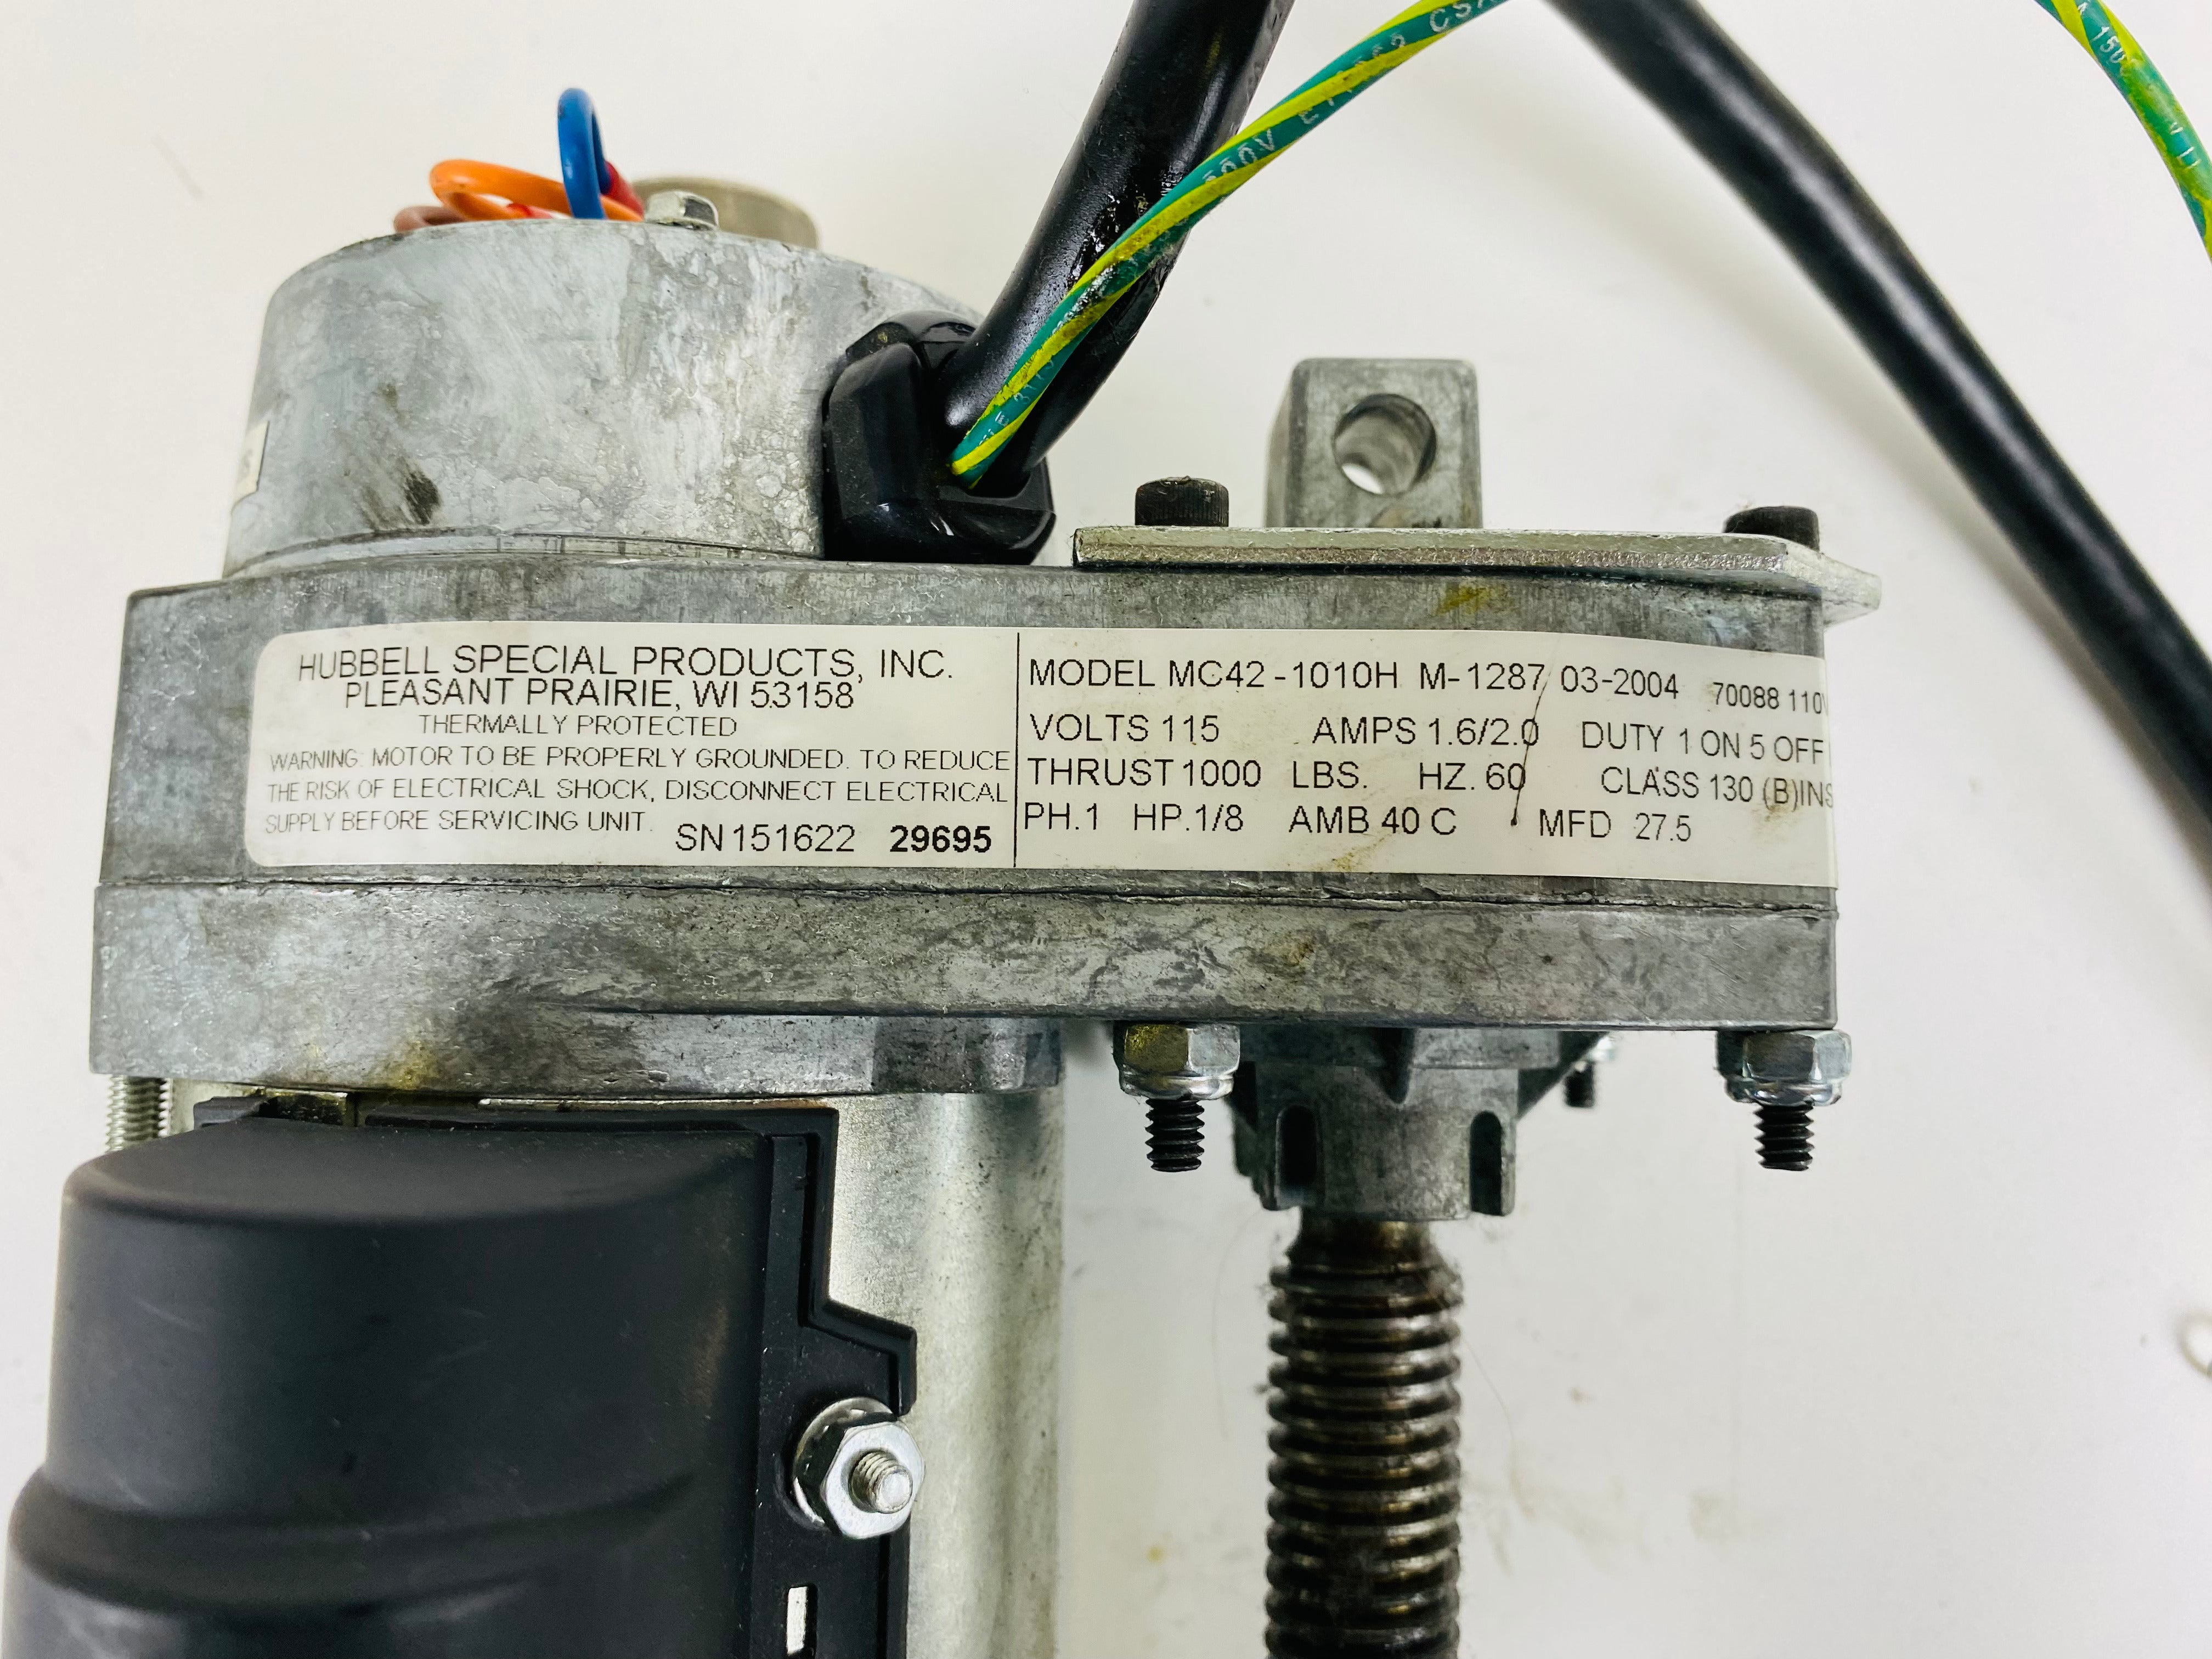 HUBBELL SPECIAL PRODUCTS, INC.
PLEASANT PRAIRIE, WI 53158
THERMALLY PROTECTED
WARNING: MOTOR TO BE PROPERLY GROUNDED. TO REDUCE
THE RISK OF ELECTRICAL SHOCK, DISCONNECT ELECTRICAL
SUPPLY BEFORE SERVICING UNIT.
SN 151622 29695
MODEL MC42-1010H M-1287 03-2004 70088 110V
VOLTS 115 AMPS 1.6/2.0 DUTY 1 ON 5 OFF
THRUST 1000 LBS. HZ. 60 CLASS 130 (B)INS
PH.1 HP.1/8 AMB 40 C MFD 27.5